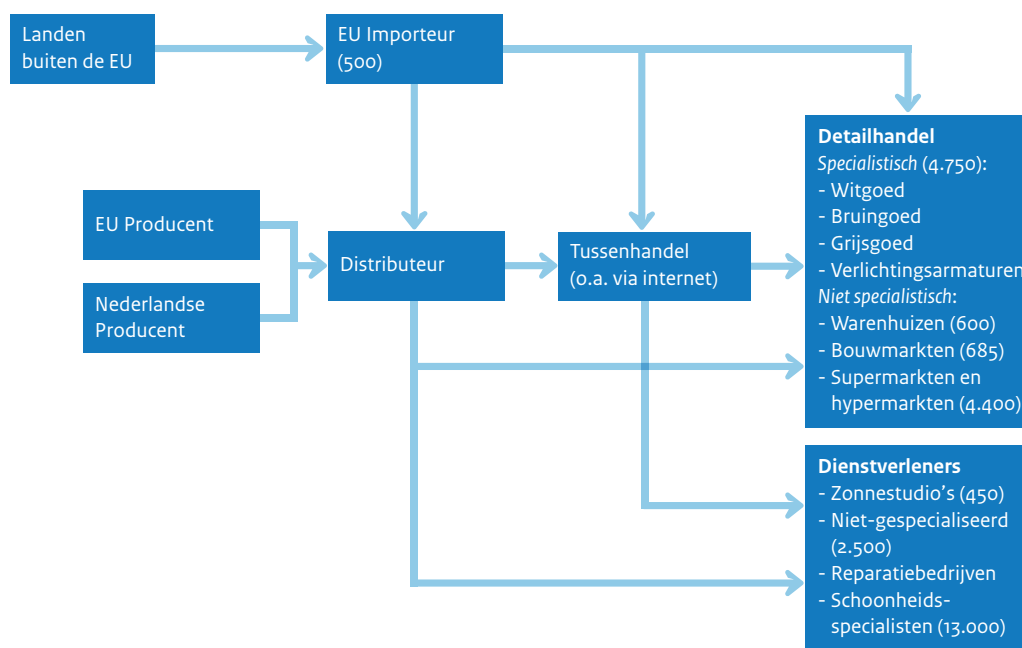 Landen
buiten de EU
EU Importeur
(500)
EU Producent
Nederlandse
Producent
Distributeur
Tussenhandel
(o.a. via internet)
Detailhandel
Specialistisch (4.750):
- Witgoed
- Bruingoed
- Grijsgoed
- Verlichtingsarmaturen
Niet specialistisch:
- Warenhuizen (600)
- Bouwmarkten (685)
- Supermarkten en
hypermarkten (4.400)
Dienstverleners
- Zonnestudio's (450)
- Niet-gespecialiseerd
(2.500)
- Reparatiebedrijven
- Schoonheids-
specialisten (13.000)